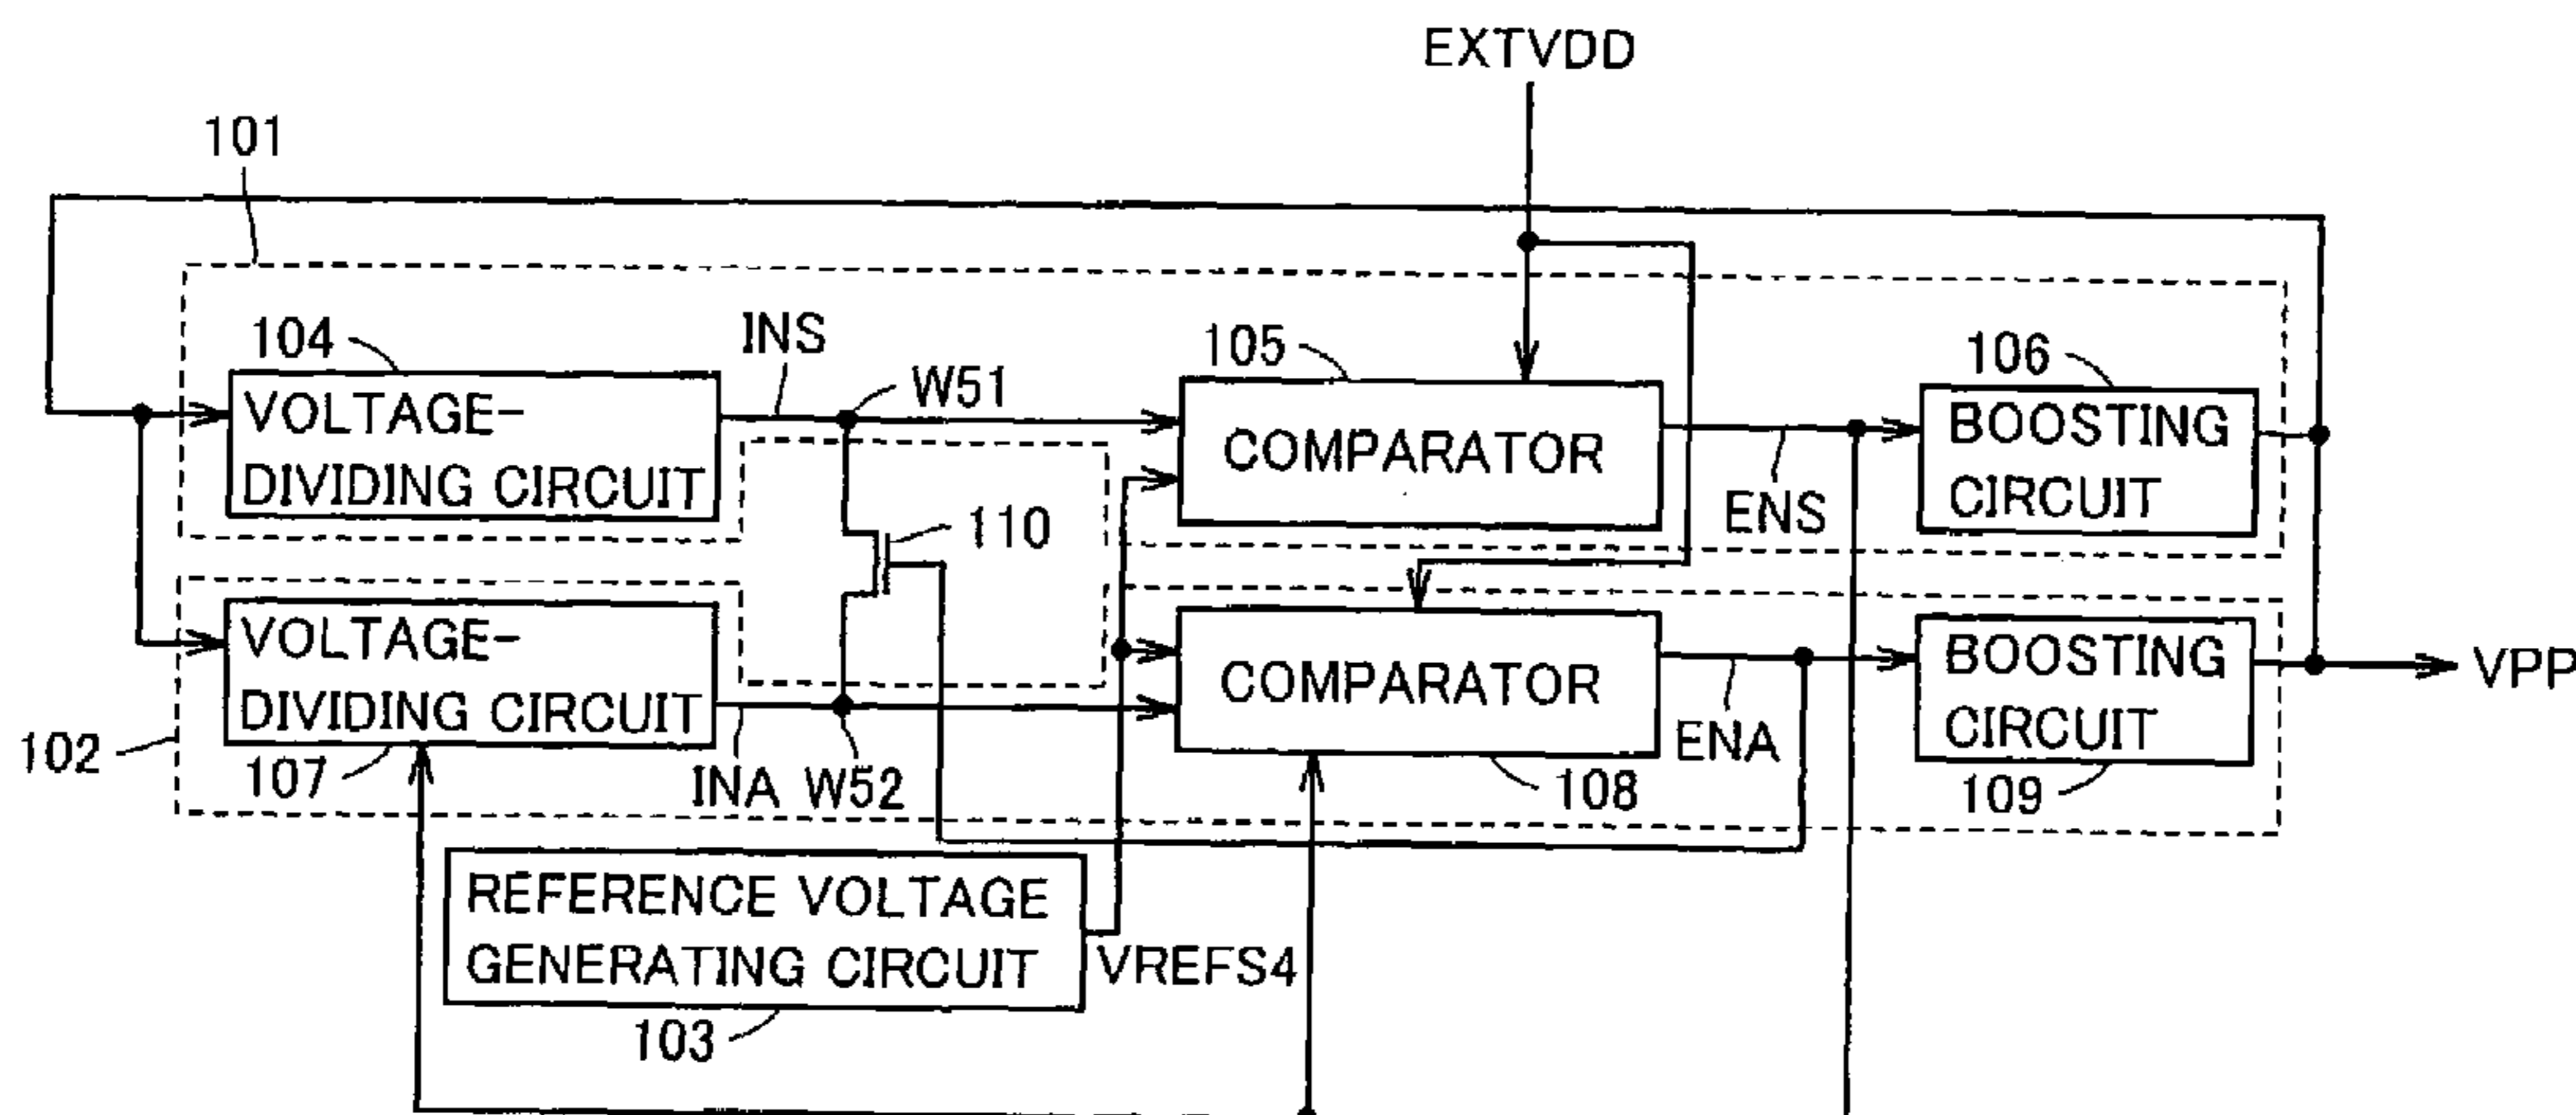 EXTVDD
101
104
INS
W51
105
106
VOLTAGE-
DIVIDING CIRCUIT
COMPARATOR
ENS
BOOSTING
CIRCUIT
110
VOLTAGE-
DIVIDING CIRCUIT
COMPARATOR
ENA
BOOSTING
CIRCUIT
VPP
102
107
INA
W52
108
109
REFERENCE VOLTAGE
GENERATING CIRCUIT
VREFS4
103